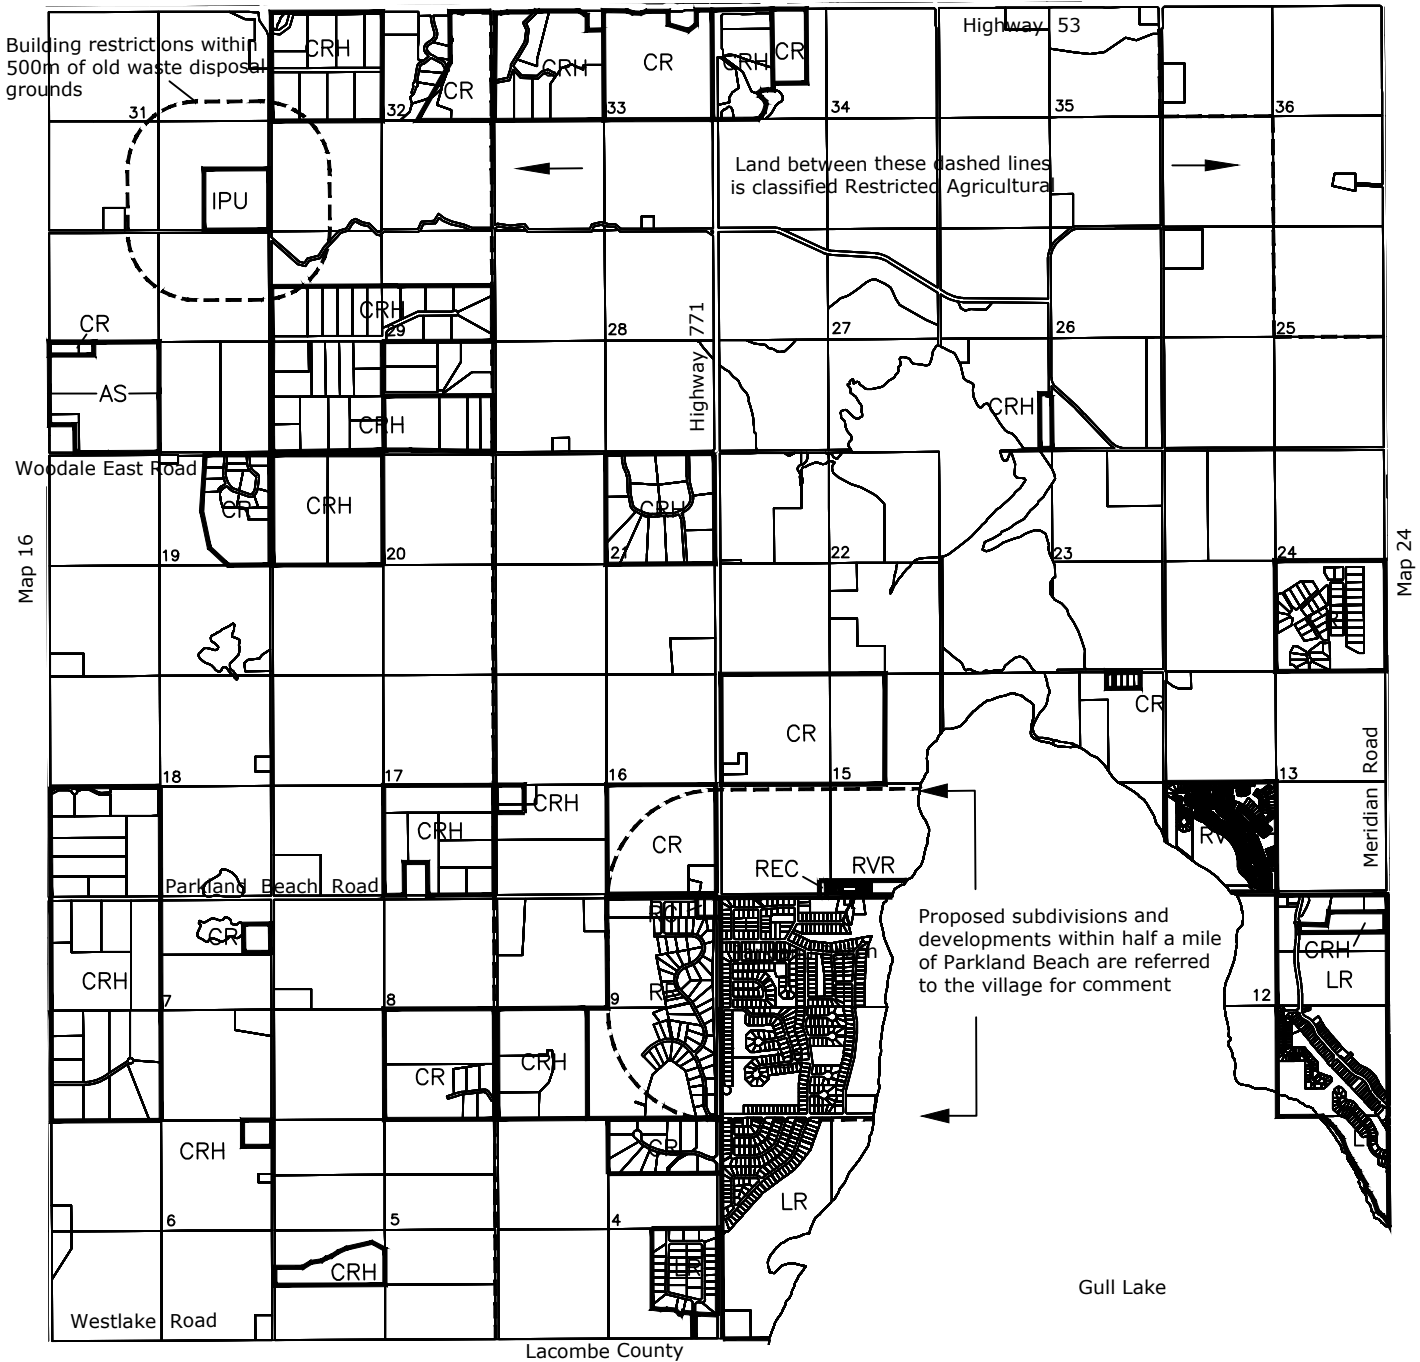 Highway 53
Building restrictions within
500m of old waste disposal
grounds
CRH
CR
CRH
CR
CRH
CR
31
32
33
34
35
36
Land between these dashed lines
is classified Restricted Agricultural
IPU
CRH
CR
29
28
Highway 771
27
26
25
AS
CRH
CRH
Woodale East Road
CR
CRH
CRH
Map 16
19
20
21
22
23
24
Map 24
CR
CR
18
17
16
15
13
Meridian Road
CRH
CRH
CR
REC
RVR
Parkland Beach Road
CR
Proposed subdivisions and
developments within half a mile
of Parkland Beach are referred
to the village for comment
CRH
CRH
LR
7
8
9
12
CR
CRH
CRH
LR
6
5
4
CRH
Gull Lake
Westlake Road
Lacombe County